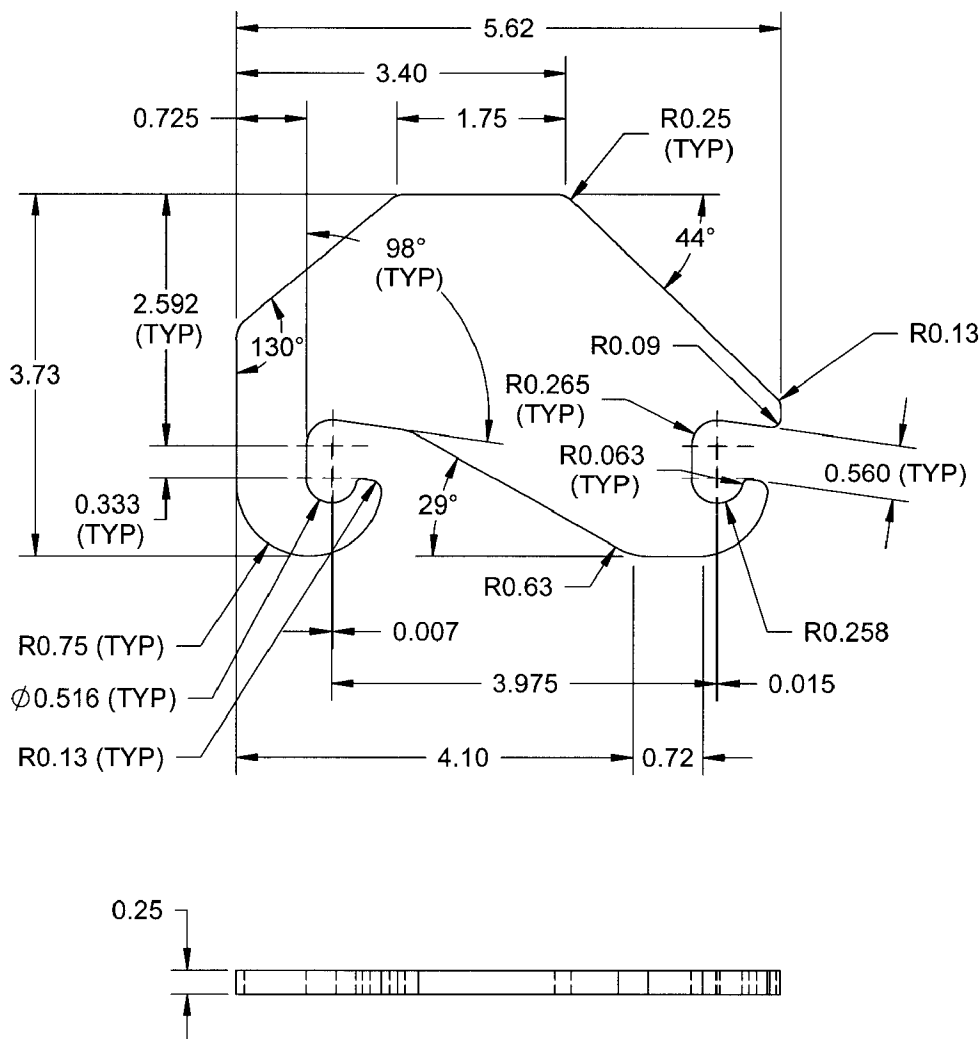 5.62
3.40
0.725
1.75
R0.25
(TYP)
98°
(TYP)
44°
2.592
(TYP)
130°
R0.13
3.73
R0.09
R0.265
(TYP)
R0.063
(TYP)
0.560 (TYP)
0.333
(TYP)
29°
R0.63
R0.75 (TYP)
0.007
R0.258
∅0.516 (TYP)
3.975
0.015
R0.13 (TYP)
4.10
0.72
0.25